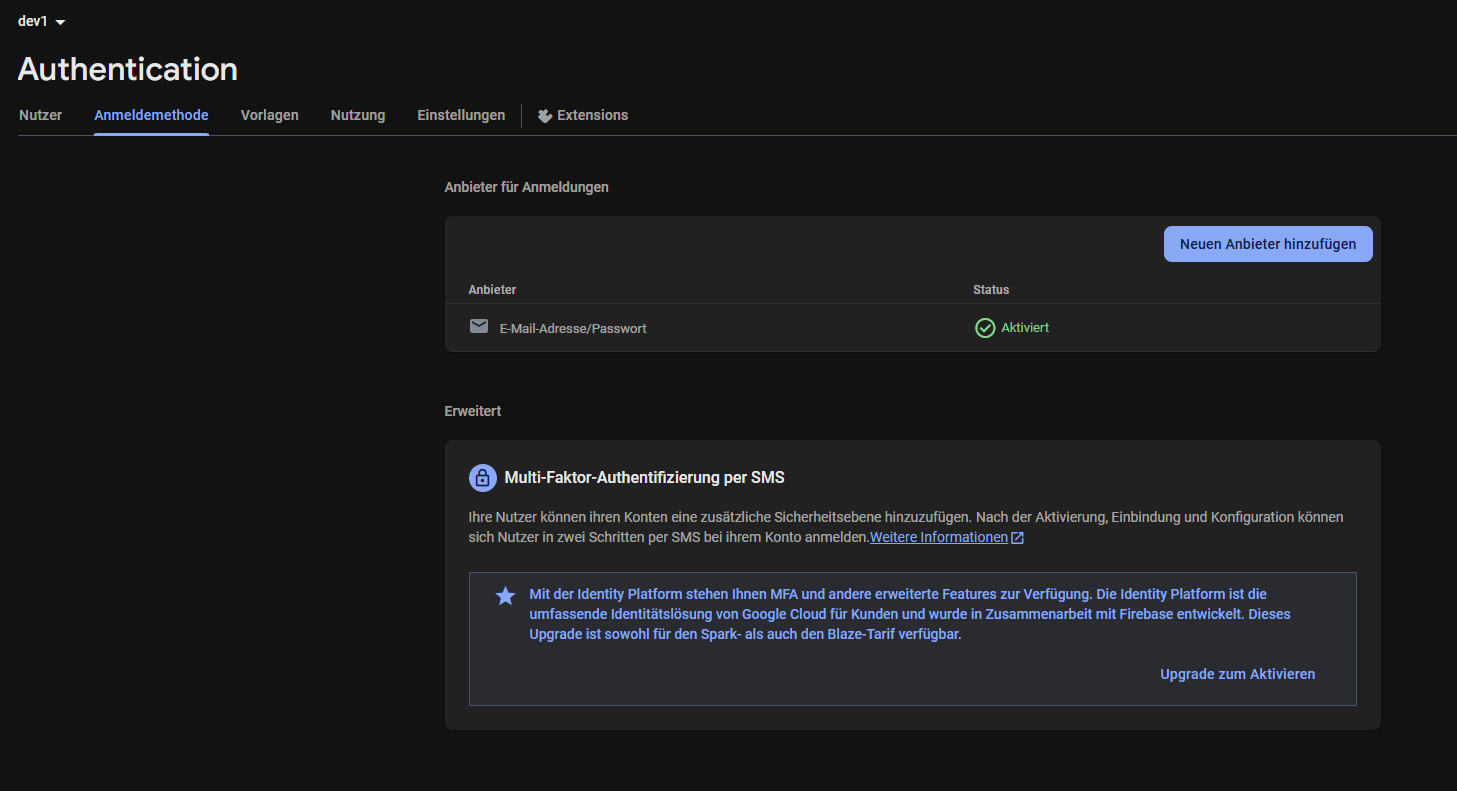 dev1
Authentication
Nutzer Anmeldemethode Vorlagen Nutzung Einstellungen Extensions
Anbieter für Anmeldungen
Neuen Anbieter hinzufügen
Anbieter Status
E-Mail-Adresse/Passwort Aktiviert
Erweitert
Multi-Faktor-Authentifizierung per SMS
Ihre Nutzer können ihren Konten eine zusätzliche Sicherheitsebene hinzuzufügen. Nach der Aktivierung, Einbindung und Konfiguration können
sich Nutzer in zwei Schritten per SMS bei ihrem Konto anmelden.Weitere Informationen
Mit der Identity Platform stehen Ihnen MFA und andere erweiterte Features zur Verfügung. Die Identity Platform ist die
umfassende Identitätslösung von Google Cloud für Kunden und wurde in Zusammenarbeit mit Firebase entwickelt. Dieses
Upgrade ist sowohl für den Spark- als auch den Blaze-Tarif verfügbar.
Upgrade zum Aktivieren